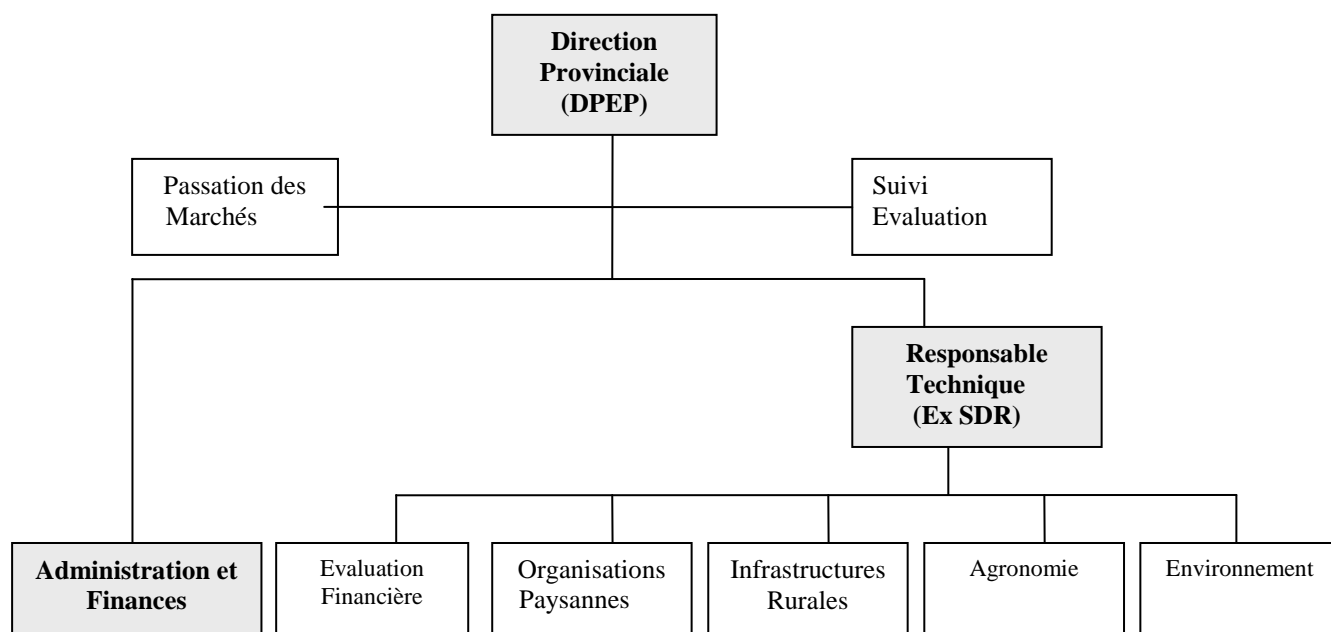 Direction
Provinciale
(DPEP)
Passation des
Marchés
Suivi
Evaluation
Responsable
Technique
(Ex SDR)
Administration et
Finances
Evaluation
Financière
Organisations
Paysannes
Infrastructures
Rurales
Agronomie
Environnement